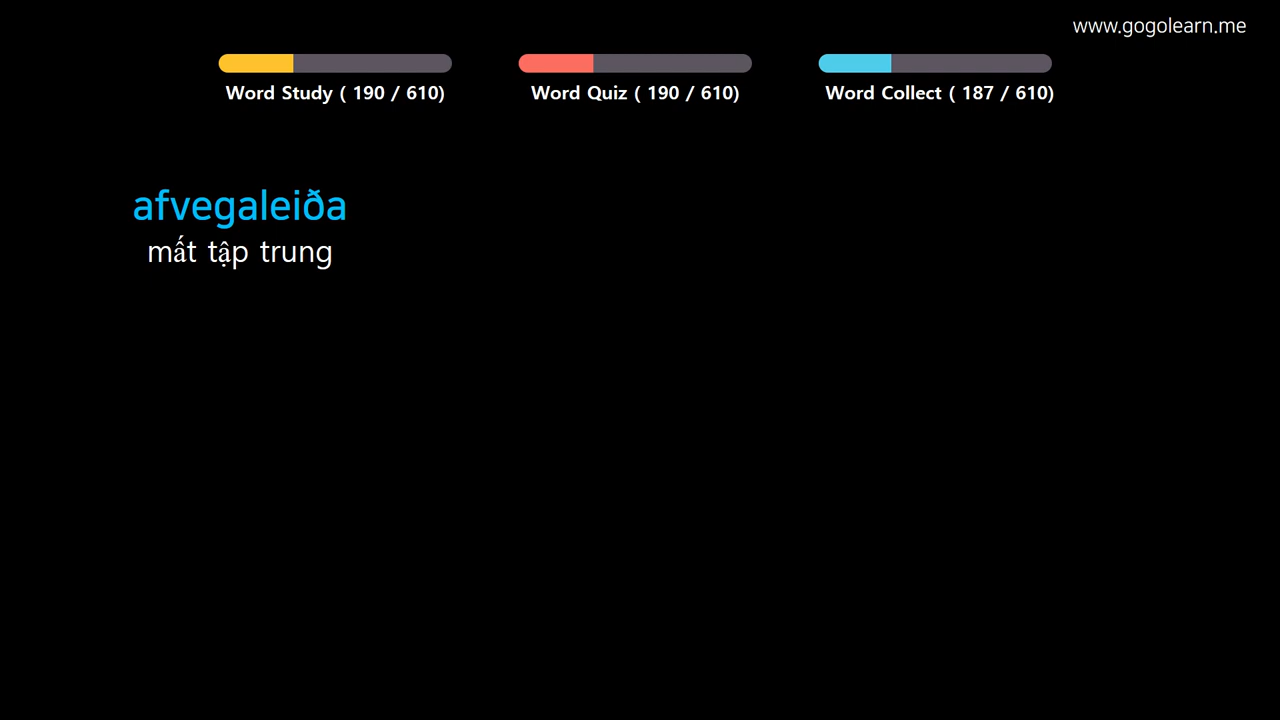 www.gogolearn.me
Word Study ( 190 / 610)
Word Quiz ( 190 / 610)
Word Collect ( 187 / 610)
afvegaleiða
mất tập trung